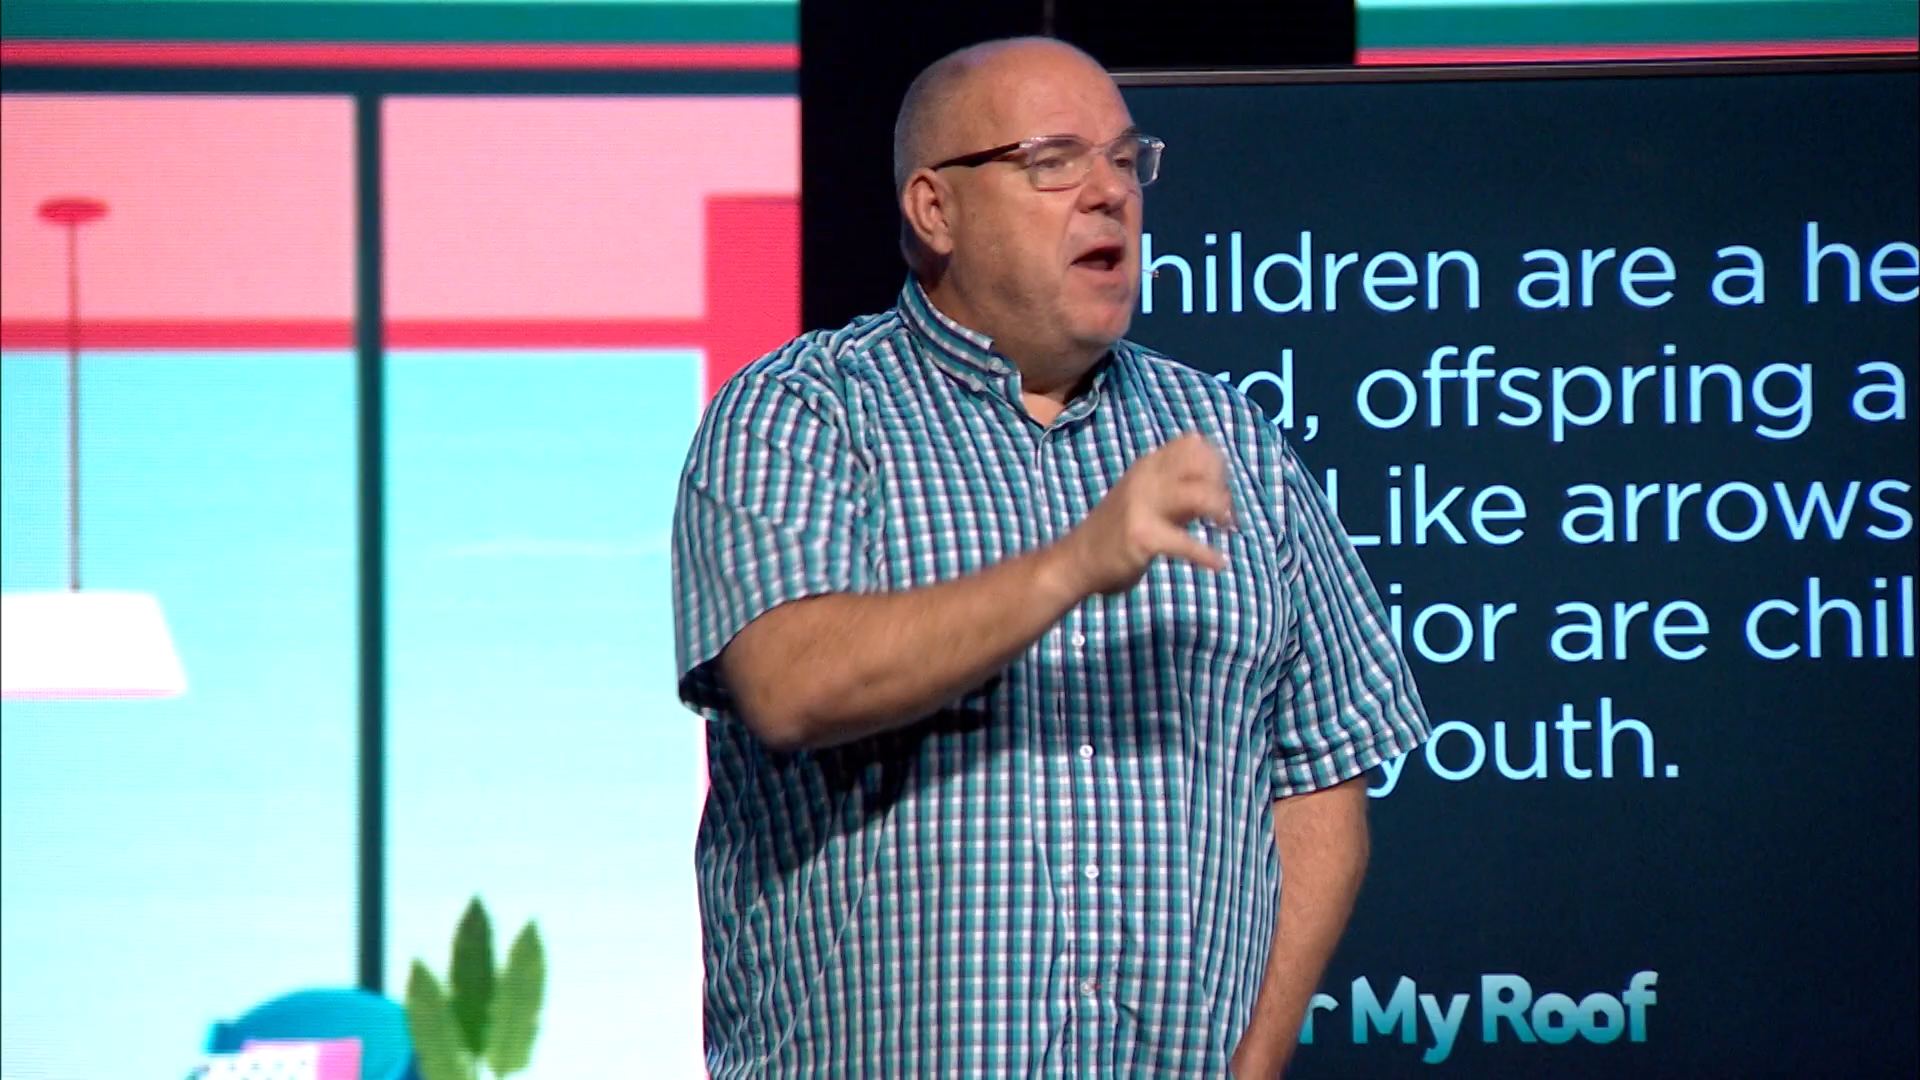 hildren are a he
rd, offspring a
Like arrows
ior are chil
youth.
r My Roof